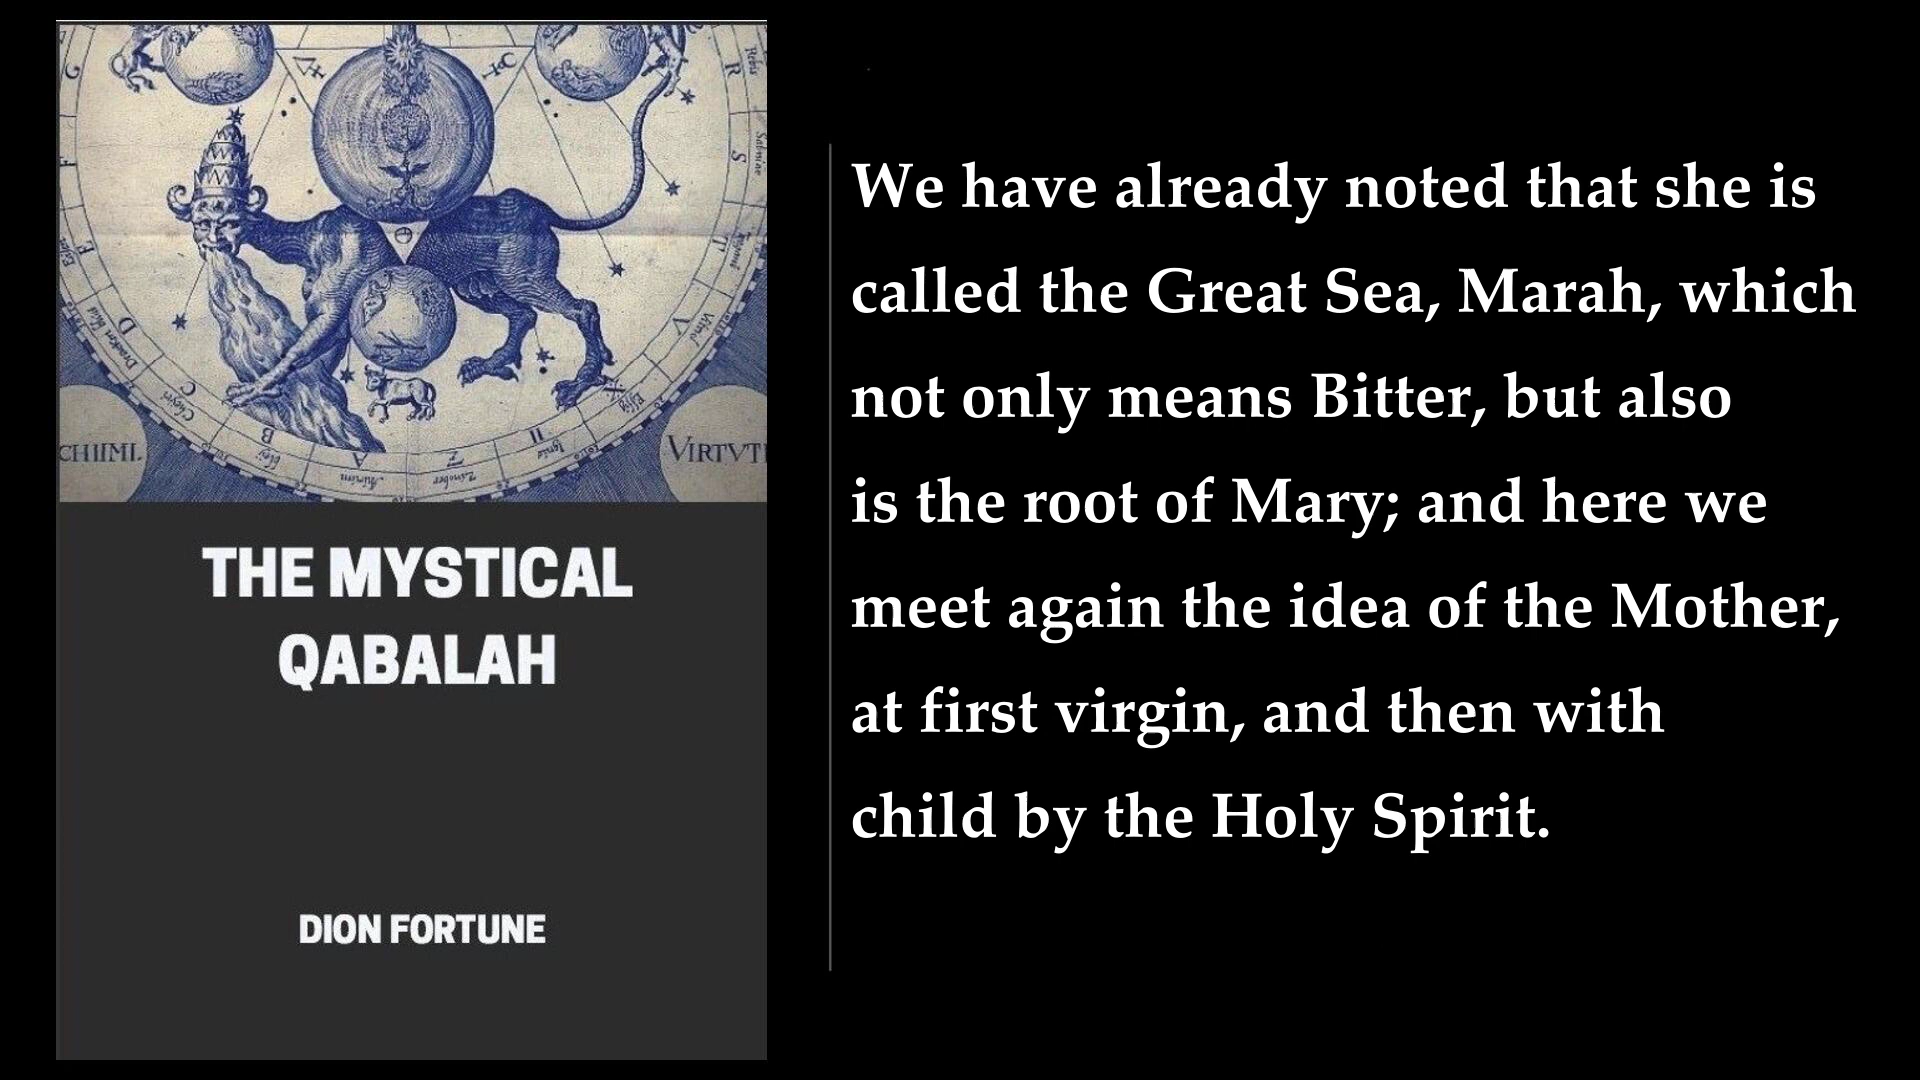 CHIIMI.
VIRTVT
THE MYSTICAL
QABALAH
DION FORTUNE
We have already noted that she is
called the Great Sea, Marah, which
not only means Bitter, but also
is the root of Mary; and here we
meet again the idea of the Mother,
at first virgin, and then with
child by the Holy Spirit.